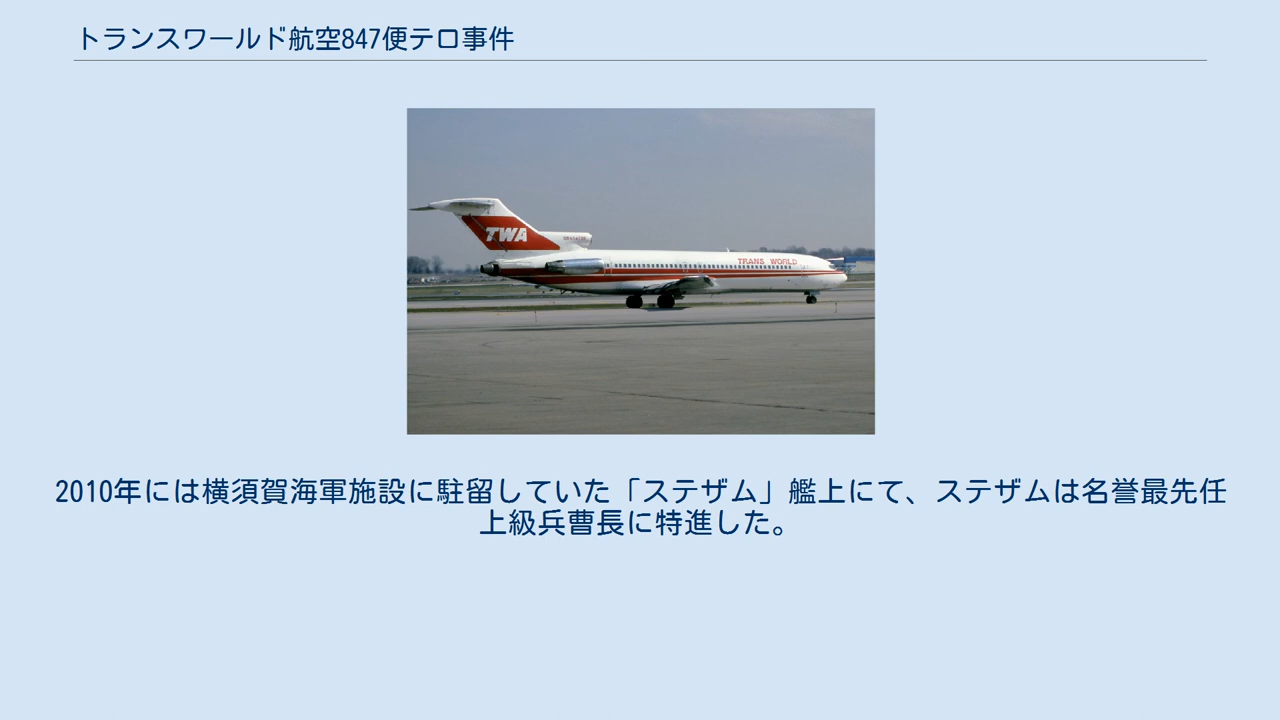 トランスワールド航空847便テロ事件
TWA
TRANS WORLD
2010年には横須賀海軍施設に駐留していた「ステザム」艦上にて、ステザムは名誉最先任
上級兵曹長に特進した。